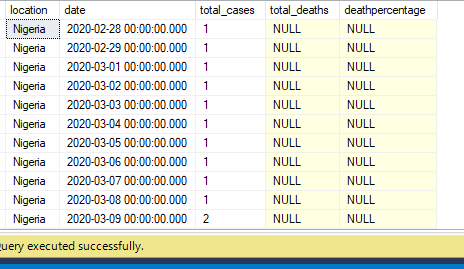 location date total_cases total_deaths deathpercentage
Nigeria 2020-02-28 00:00:00.000 1 NULL NULL
Nigeria 2020-02-29 00:00:00.000 1 NULL NULL
Nigeria 2020-03-01 00:00:00.000 1 NULL NULL
Nigeria 2020-03-02 00:00:00.000 1 NULL NULL
Nigeria 2020-03-03 00:00:00.000 1 NULL NULL
Nigeria 2020-03-04 00:00:00.000 1 NULL NULL
Nigeria 2020-03-05 00:00:00.000 1 NULL NULL
Nigeria 2020-03-06 00:00:00.000 1 NULL NULL
Nigeria 2020-03-07 00:00:00.000 1 NULL NULL
Nigeria 2020-03-08 00:00:00.000 1 NULL NULL
Nigeria 2020-03-09 00:00:00.000 2 NULL NULL
uery executed successfully.